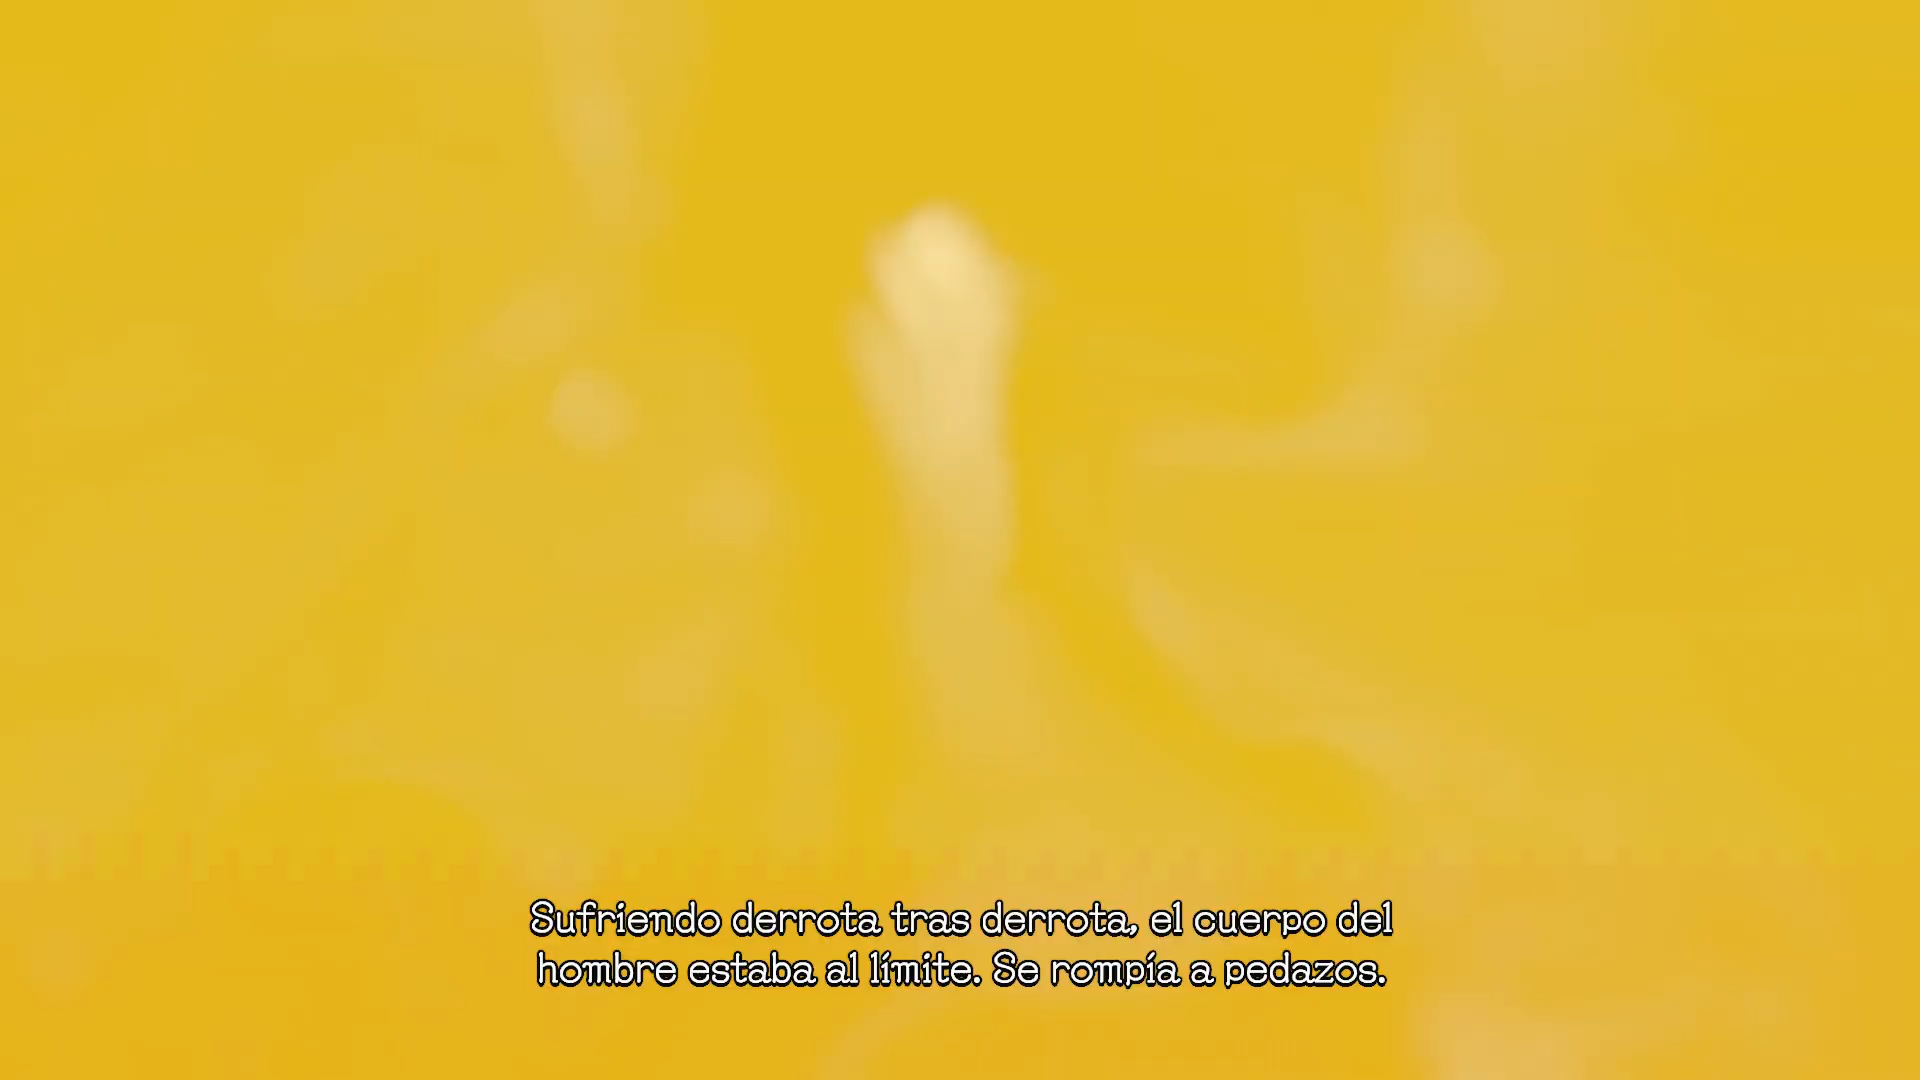 Sufriendo derrota tras derrota, el cuerpo del
hombre estaba al límite. Se rompía a pedazos.